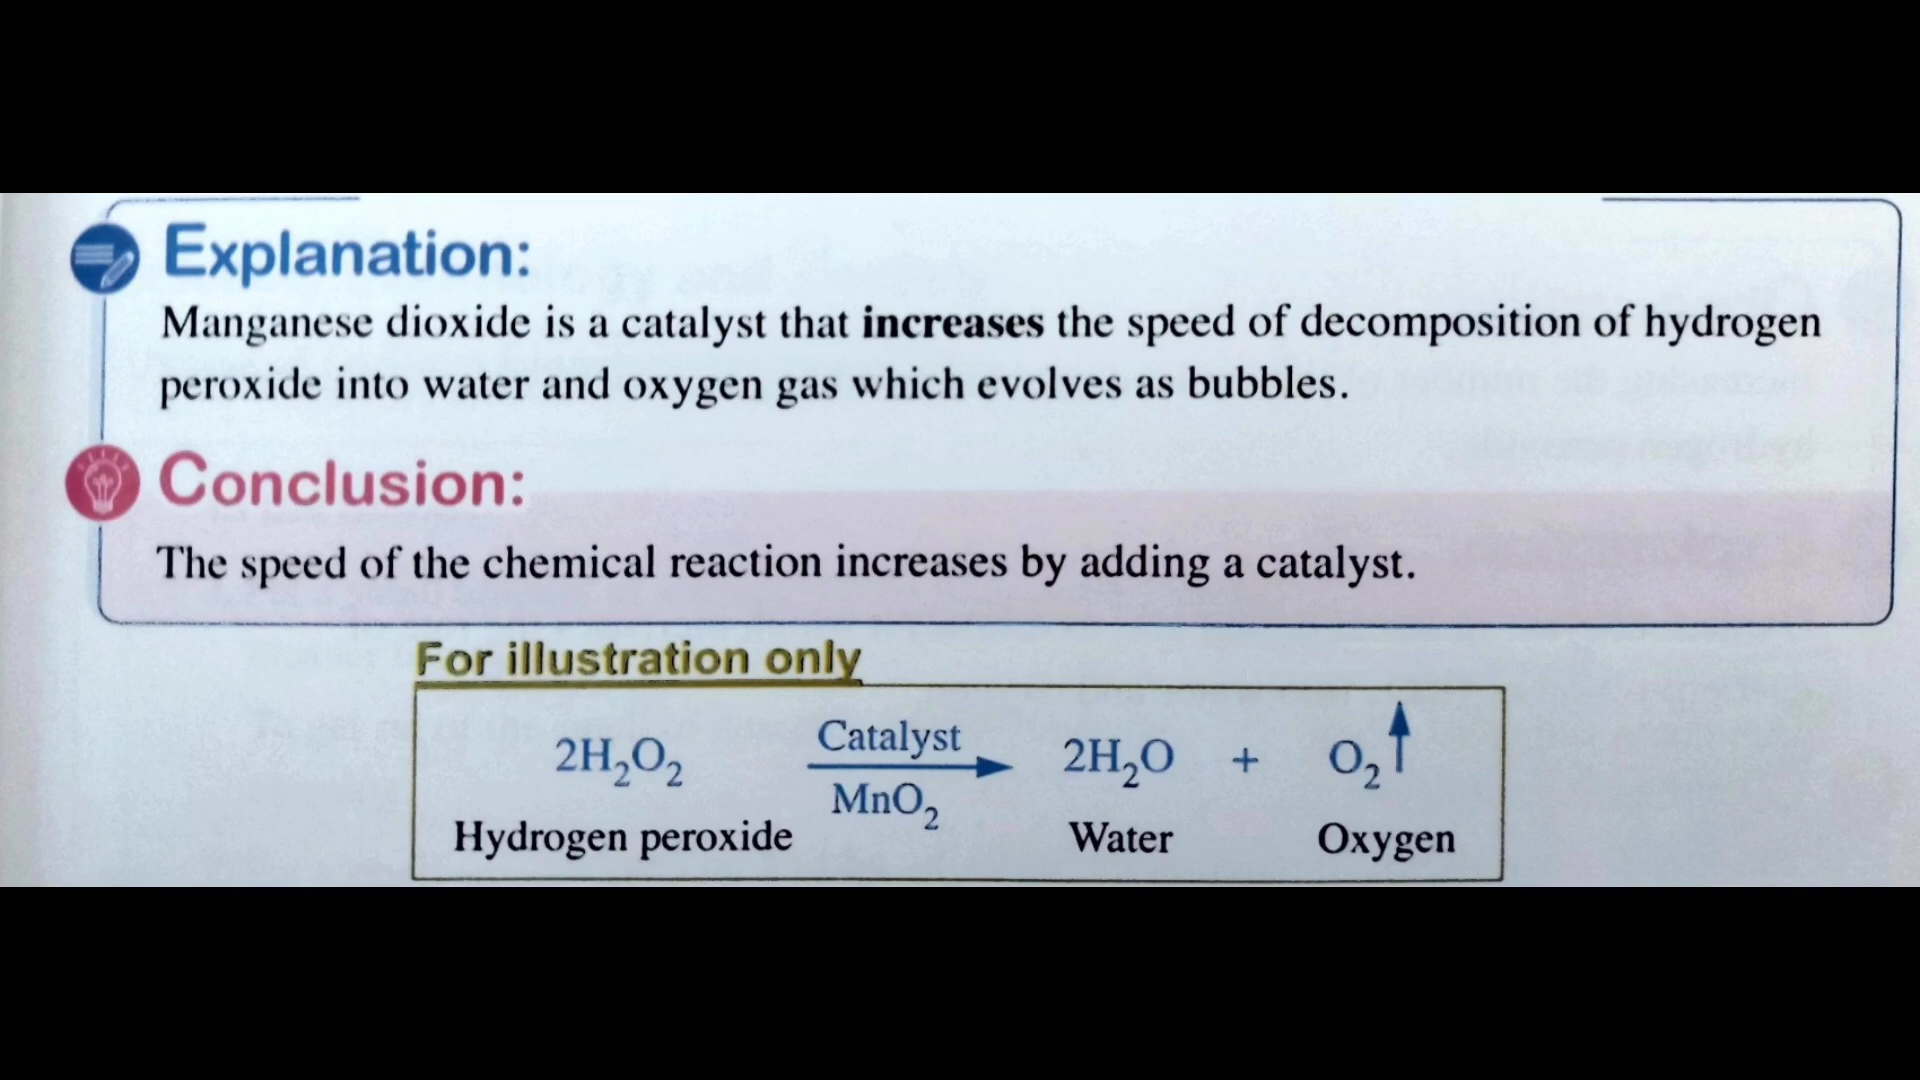 Explanation:
Manganese dioxide is a catalyst that increases the speed of decomposition of hydrogen
peroxide into water and oxygen gas which evolves as bubbles.
Conclusion:
The speed of the chemical reaction increases by adding a catalyst.
For illustration only
2H₂O₂ Catalyst MnO₂ 2H₂O + O₂↑
Hydrogen peroxide Water Oxygen